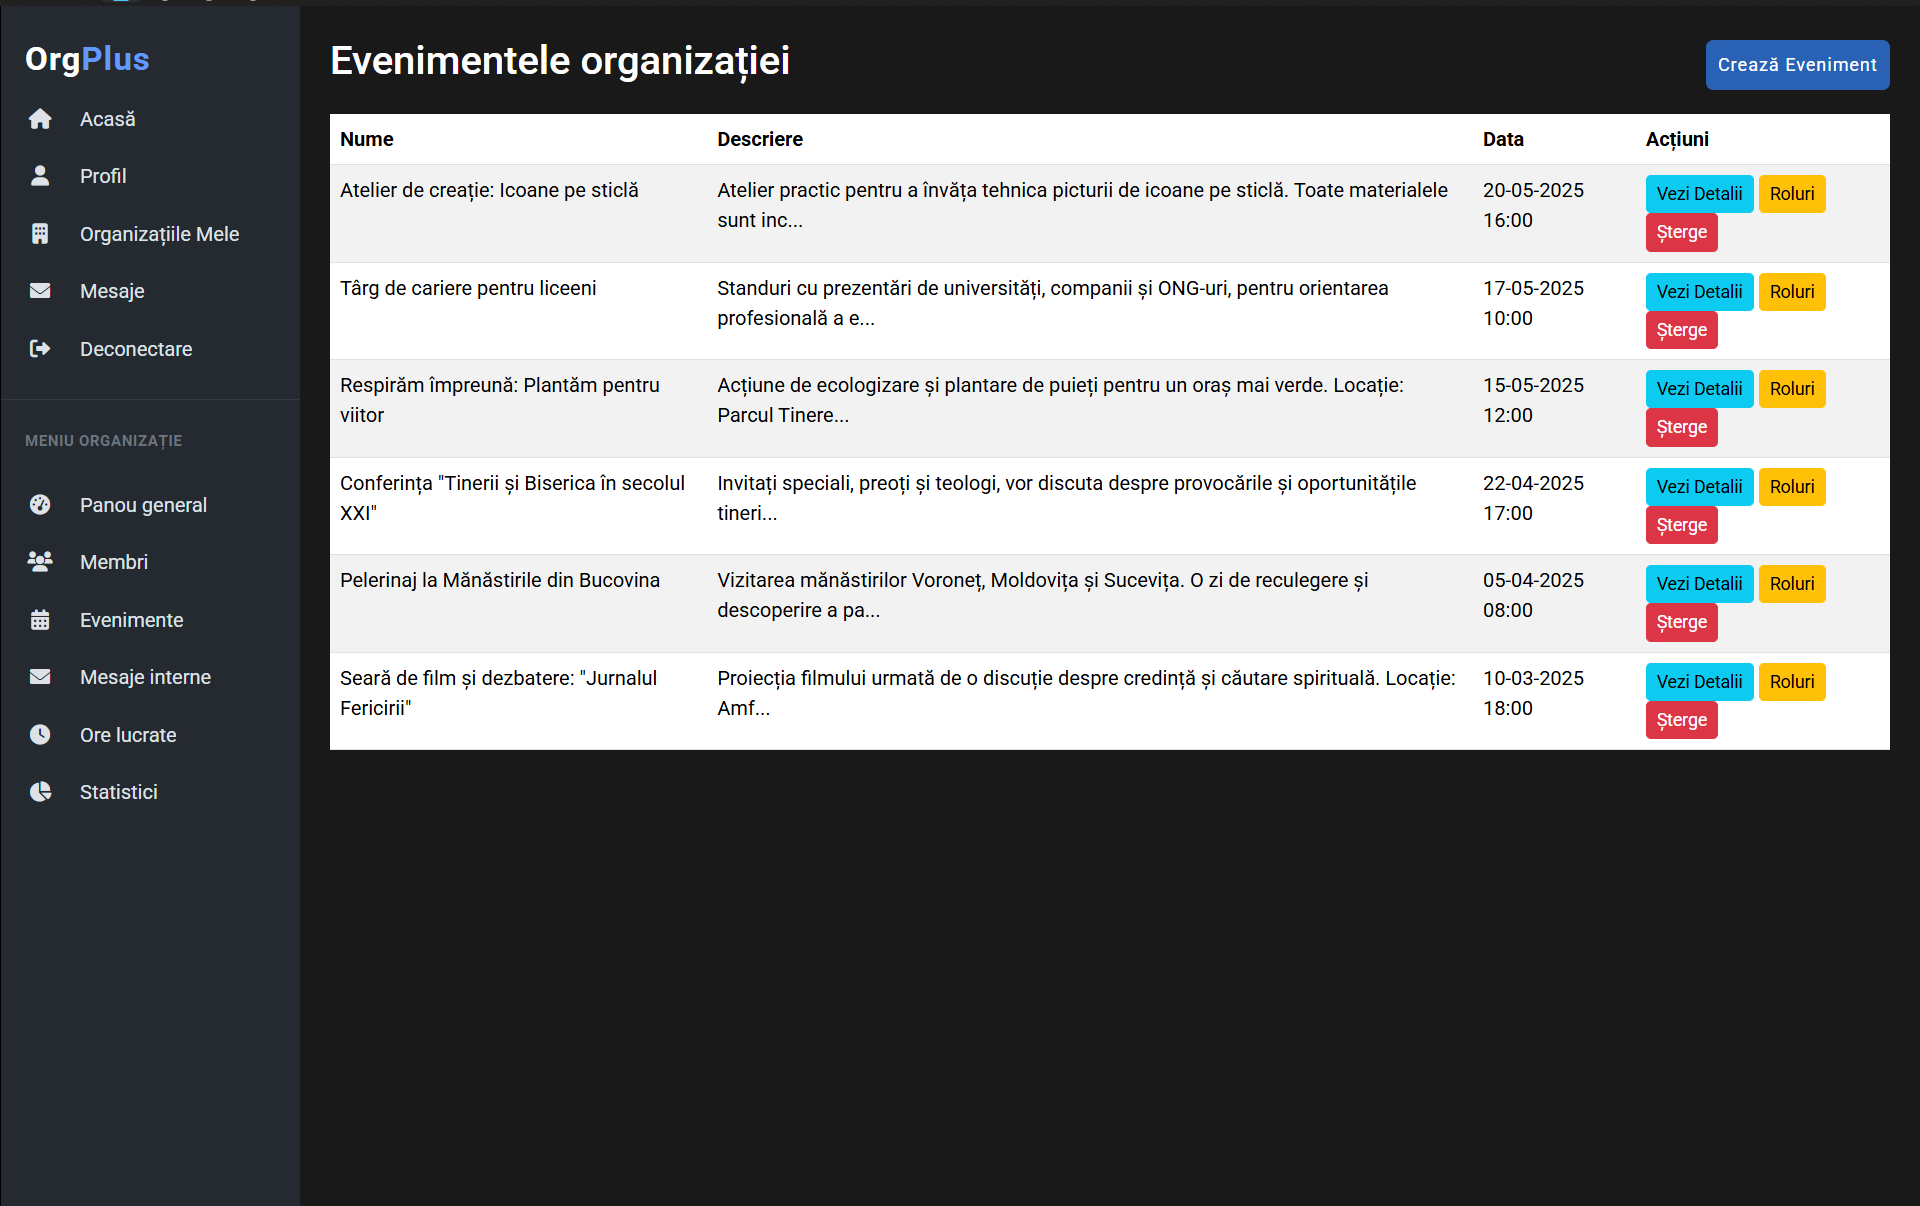 OrgPlus
Acasă
Profil
Organizațiile Mele
Mesaje
Deconectare
MENIU ORGANIZAȚIE
Panou general
Membri
Evenimente
Mesaje interne
Ore lucrate
Statistici
Evenimentele organizației
Crează Eveniment
Nume Descriere Data Acțiuni
Atelier de creație: Icoane pe sticlă
Atelier practic pentru a învăța tehnica picturii de icoane pe sticlă. Toate materialele
sunt inc...
20-05-2025
16:00
Vezi Detalii Roluri
Șterge
Târg de cariere pentru liceeni
Standuri cu prezentări de universități, companii și ONG-uri, pentru orientarea
profesională a e...
17-05-2025
10:00
Vezi Detalii Roluri
Șterge
Respirăm împreună: Plantăm pentru
viitor
Acțiune de ecologizare și plantare de puieți pentru un oraș mai verde. Locație:
Parcul Tinere...
15-05-2025
12:00
Vezi Detalii Roluri
Șterge
Conferința "Tinerii și Biserica în secolul
XXI"
Invitați speciali, preoți și teologi, vor discuta despre provocările și oportunitățile
tineri...
22-04-2025
17:00
Vezi Detalii Roluri
Șterge
Pelerinaj la Mănăstirile din Bucovina
Vizitarea mănăstirilor Voroneț, Moldovița și Sucevița. O zi de reculegere și
descoperire a pa...
05-04-2025
08:00
Vezi Detalii Roluri
Șterge
Seară de film și dezbatere: "Jurnalul
Fericirii"
Proiecția filmului urmată de o discuție despre credință și căutare spirituală. Locație:
Amf...
10-03-2025
18:00
Vezi Detalii Roluri
Șterge